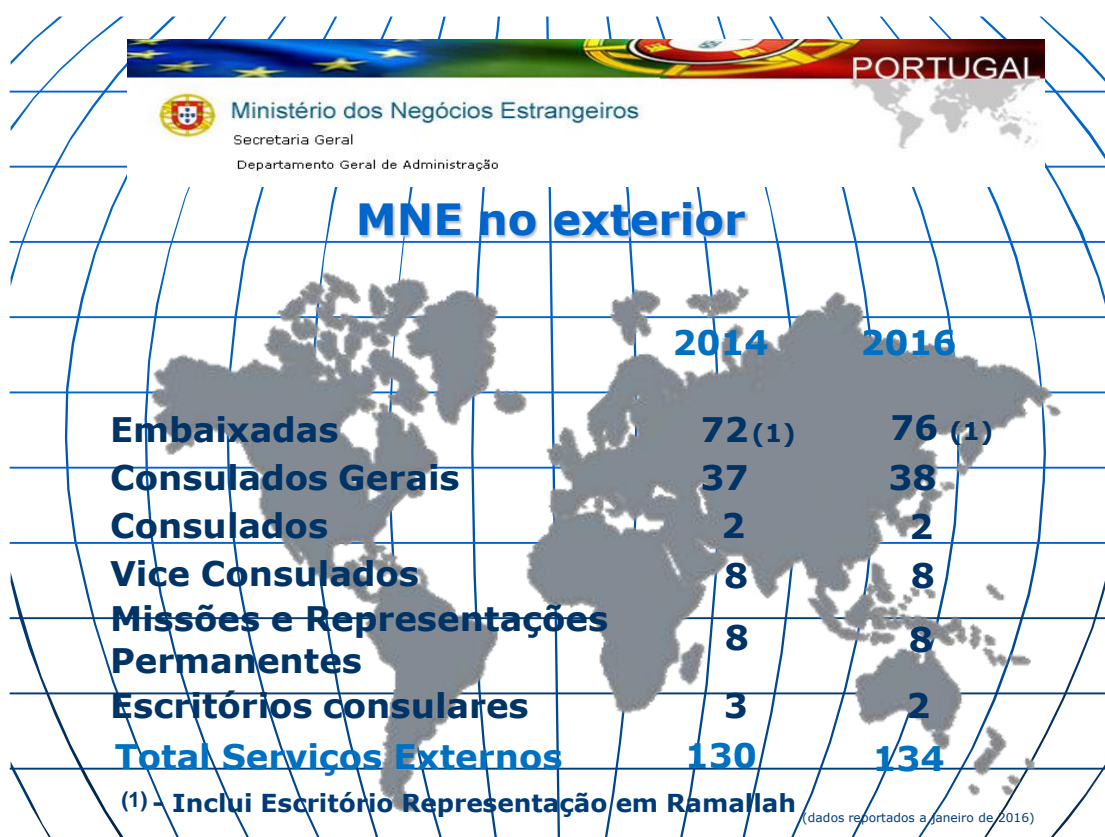 PORTUGAL
Ministério dos Negócios Estrangeiros
Secretaria Geral
Departamento Geral de Administração
MNE no exterior
2014 2016
Embaixadas 72 (1) 76 (1)
Consulados Gerais 37 38
Consulados 2 2
Vice Consulados 8 8
Missões e Representações
Permanentes 8 8
Escritórios consulares 3 2
Total Serviços Externos 130 134
(1) - Inclui Escritório Representação em Ramallah
(dados reportados a janeiro de 2016)